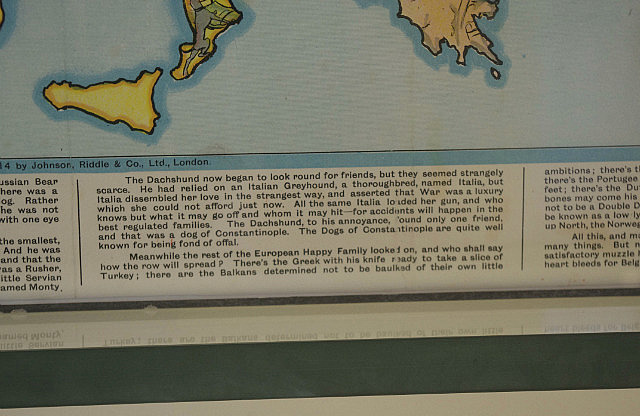 14 by Johnson, Riddle & Co., Ltd., London.
ussian Bear
here was a
og. Rather
he was not
with one eye
the smallest,
And he was
and that the
as a Rusher,
ittle Servian
amed Monty,
The Dachshund now began to look round for friends, but they seemed strangely
scarce. He had relied on an Italian Greyhound, a thoroughbred, named Italia, but
Italia dissembled her love in the strangest way, and asserted that War was a luxury
which she could not afford just now. All the same Italia loaded her gun, and who
knows but what it may go off and whom it may hit—for accidents will happen in the
best regulated families. The Dachshund, to his annoyance, found only one friend,
and that was a dog of Constantinople. The Dogs of Constantinople are quite well
known for being fond of offal.
Meanwhile the rest of the European Happy Family looked on, and who shall say
how the row will spread? There's the Greek with his knife ready to take a slice of
Turkey; there are the Balkans determined not to be baulked of their own little
ambitions; there's th
there's the Portugee
feet; there's the Du
bones may come his
not to be a Double D
be known as a low ly
up North, the Norweg
All this, and mo
many things. But n
satisfactory muzzle h
heart bleeds for Belg